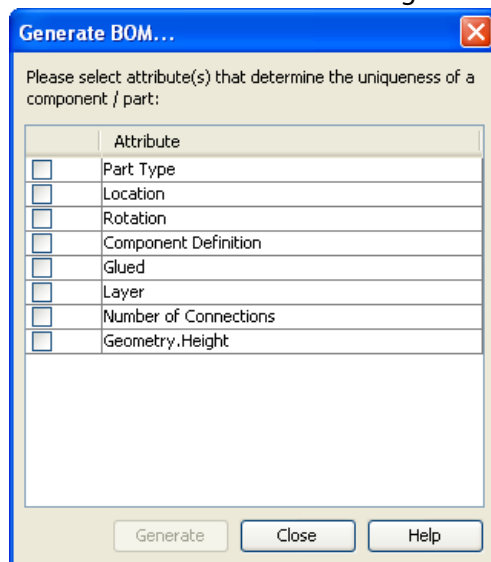 Generate BOM...
Please select attribute(s) that determine the uniqueness of a
component / part:
Attribute
Part Type
Location
Rotation
Component Definition
Glued
Layer
Number of Connections
Geometry.Height
Generate Close Help